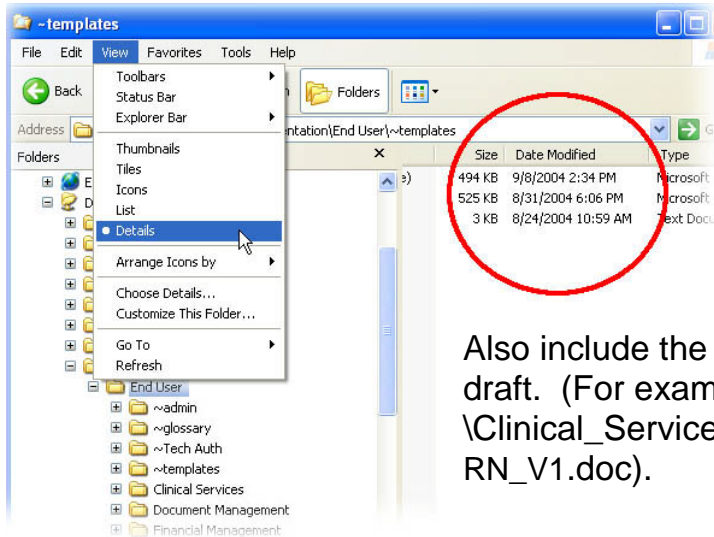 ~templates
File Edit View Favorites Tools Help
Back Folders
Address entation\End User\~templates
Folders
Size Date Modified Type
494 KB 9/8/2004 2:34 PM Microsoft
525 KB 8/31/2004 6:06 PM Microsoft
3 KB 8/24/2004 10:59 AM Text Docu
Toolbars
Status Bar
Explorer Bar
Thumbnails
Tiles
Icons
List
Details
Arrange Icons by
Choose Details...
Customize This Folder...
Go To
Refresh
End User
~admin
~glossary
~Tech Auth
~templates
Clinical Services
Document Management
Financial Management
Also include the
draft. (For exam
\Clinical_Service
RN_V1.doc).